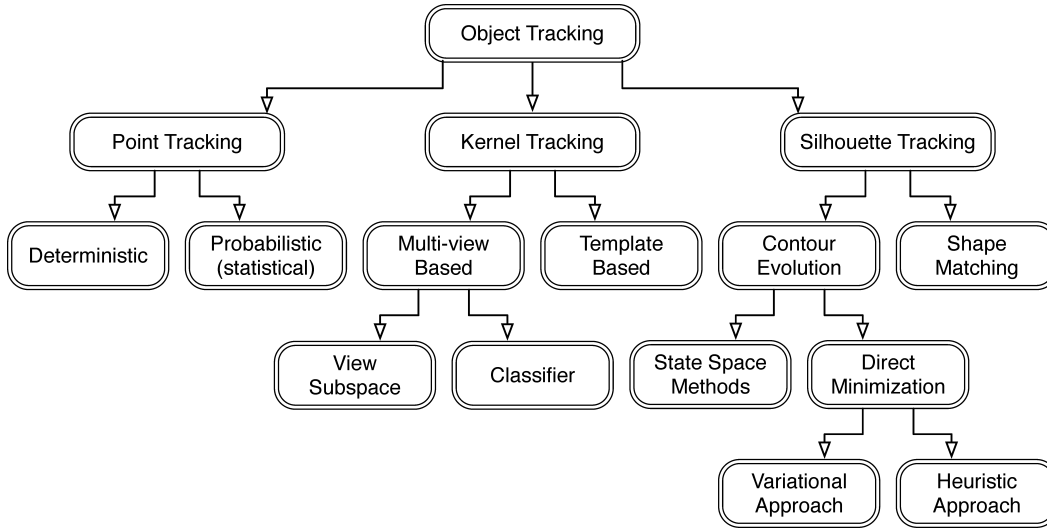 Object Tracking
Point Tracking
Kernel Tracking
Silhouette Tracking
Deterministic
Probabilistic
(statistical)
Multi-view
Based
Template
Based
Contour
Evolution
Shape
Matching
View
Subspace
Classifier
State Space
Methods
Direct
Minimization
Variational
Approach
Heuristic
Approach